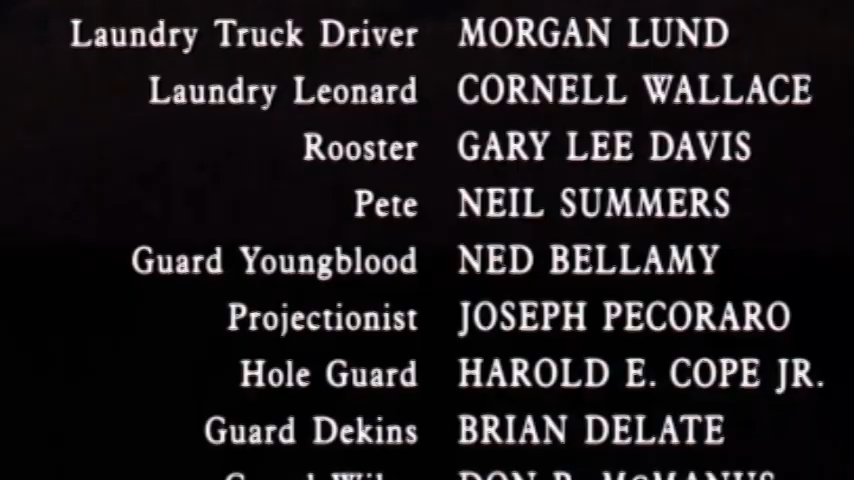 Laundry Truck Driver MORGAN LUND
Laundry Leonard CORNELL WALLACE
Rooster GARY LEE DAVIS
Pete NEIL SUMMERS
Guard Youngblood NED BELLAMY
Projectionist JOSEPH PECORARO
Hole Guard HAROLD E. COPE JR.
Guard Dekins BRIAN DELATE